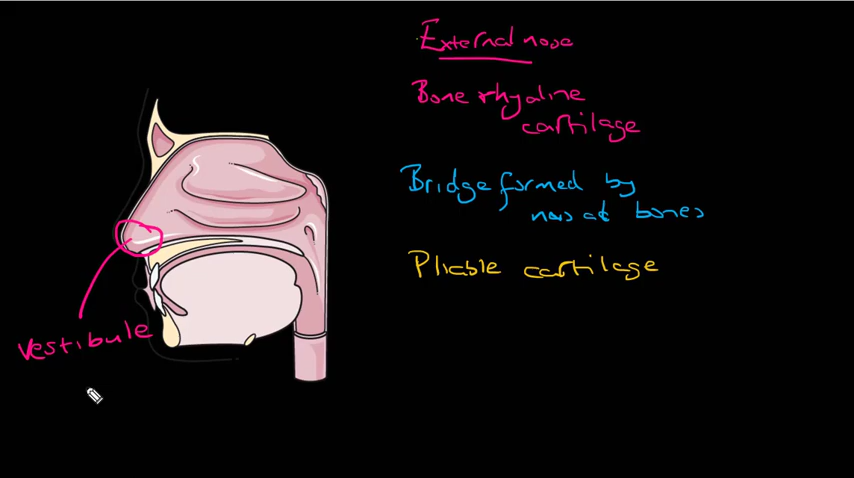 External nose
Bone + hyaline
cartilage
Bridge formed by
nasal bones
Pliable cartilage
vestibule